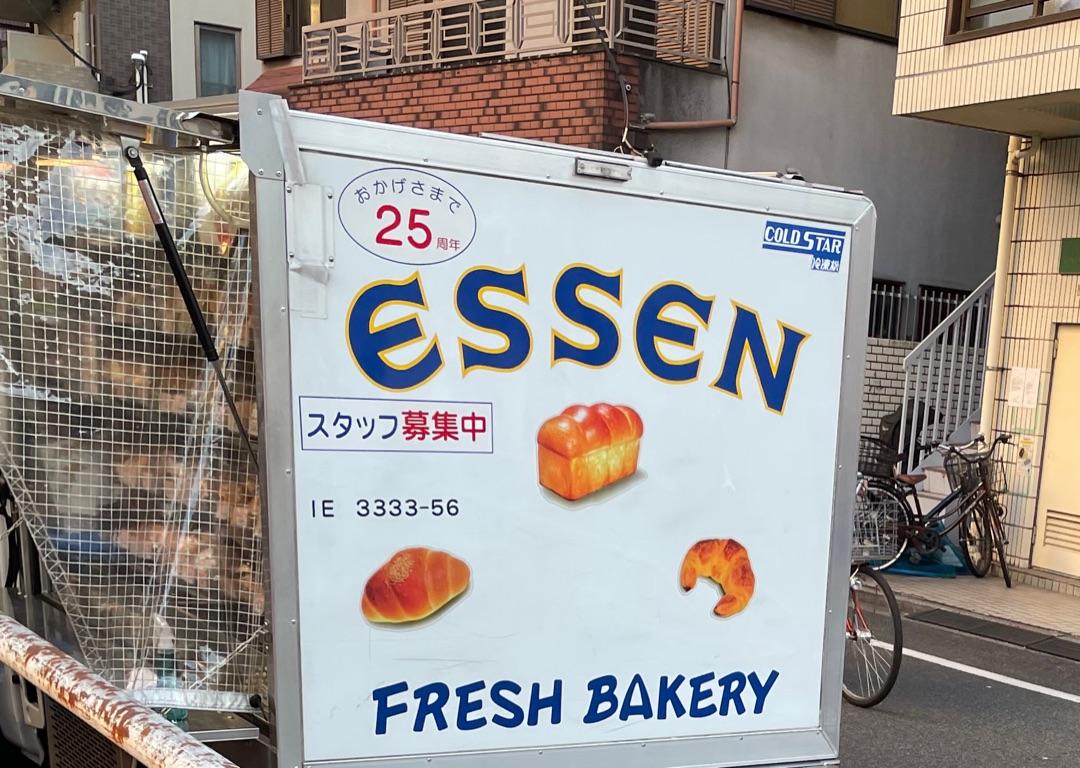 おかげさまで
25周年
COLD STAR
冷凍機
ESSEN
スタッフ募集中
IE 3333-56
FRESH BAKERY